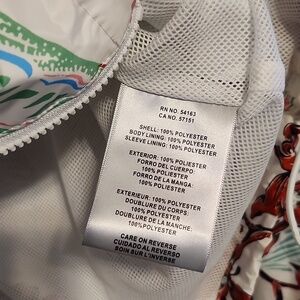 RN NO. 54163
CA NO. 57151
SHELL: 100% POLYESTER
BODY LINING: 100% POLYESTER
SLEEVE LINING: 100% POLYESTER
EXTERIOR: 100% POLIESTER
FORRO DEL CUERPO:
100% POLIESTER
FORRO DE LA MANGA:
100% POLIESTER
EXTERIEUR: 100% POLYESTER
DOUBLURE DU CORPS:
100% POLYESTER
DOUBLURE DE LA MANCHE:
100% POLYESTER
CARE ON REVERSE
CUIDADO AL REVERSO
SOIN SUR L'INVERSE